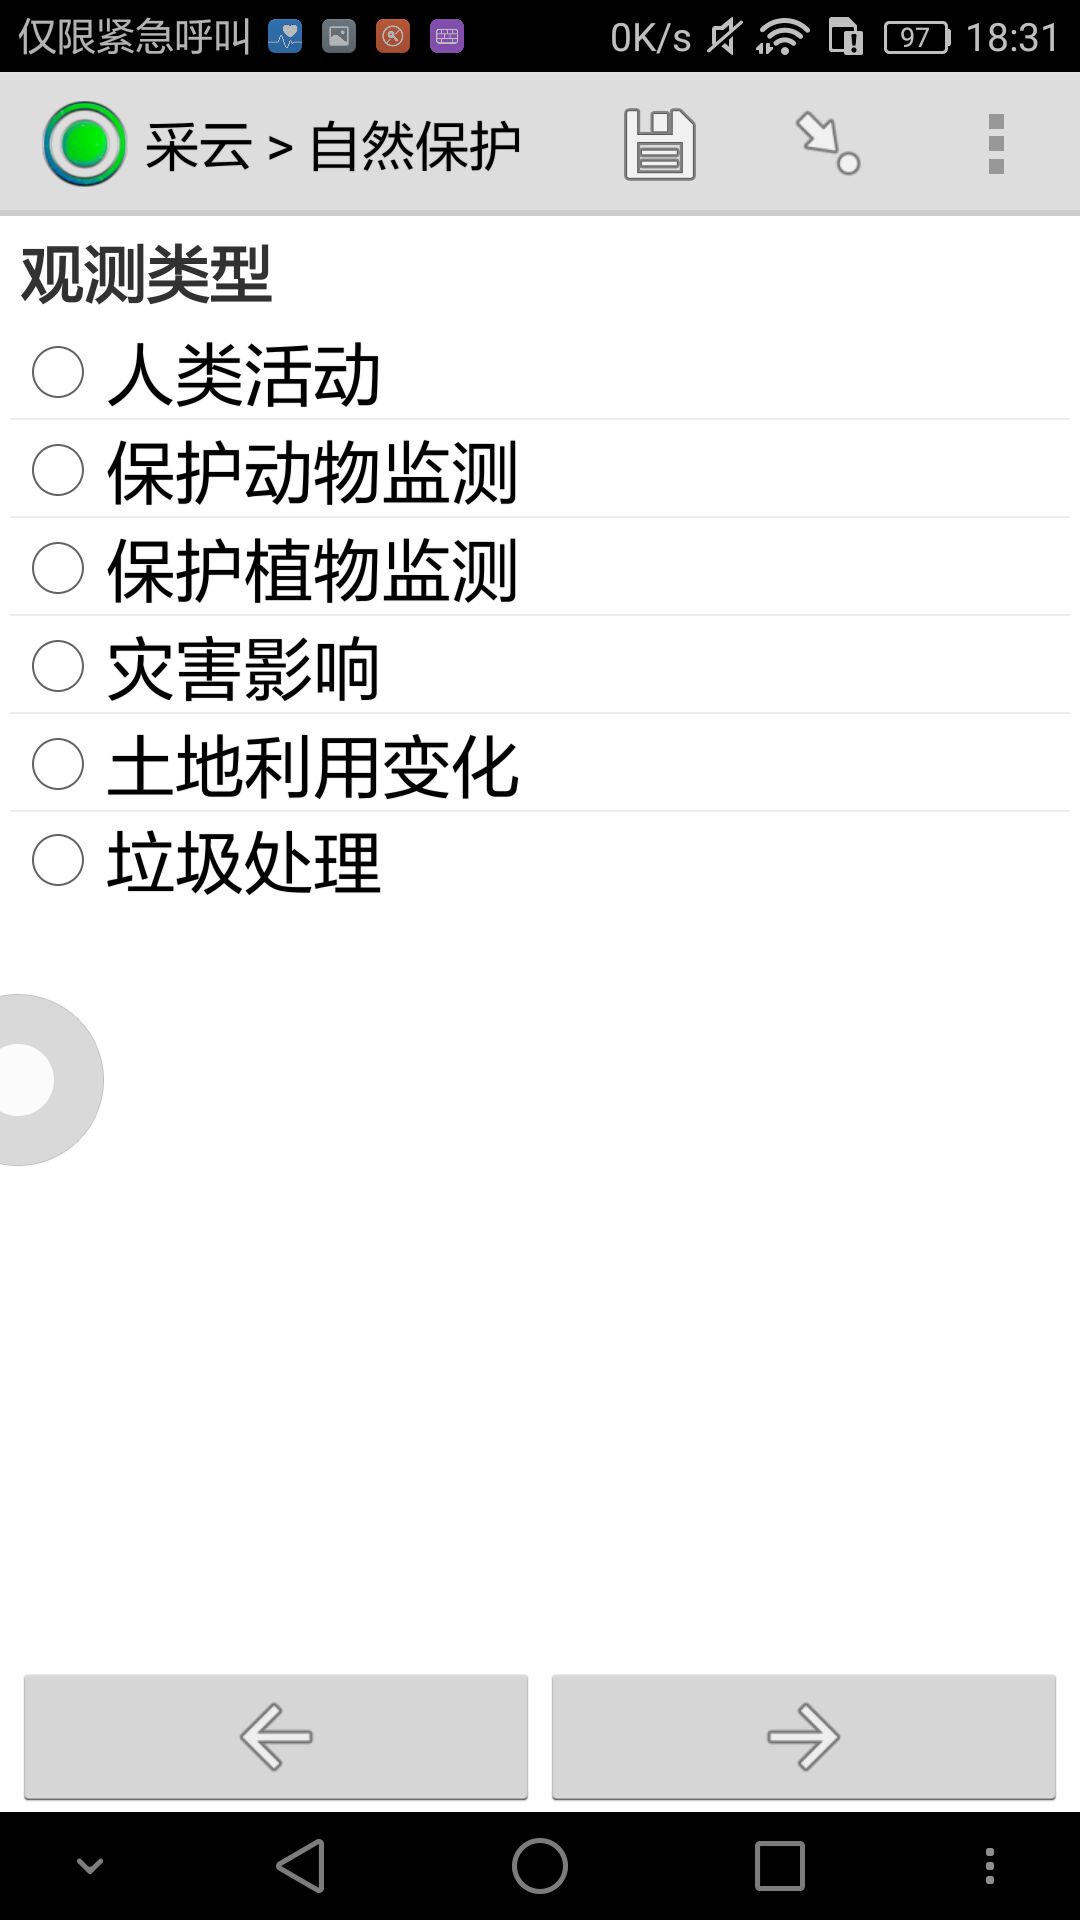 仅限紧急呼叫 0K/s 97 18:31
采云 > 自然保护
观测类型
人类活动
保护动物监测
保护植物监测
灾害影响
土地利用变化
垃圾处理